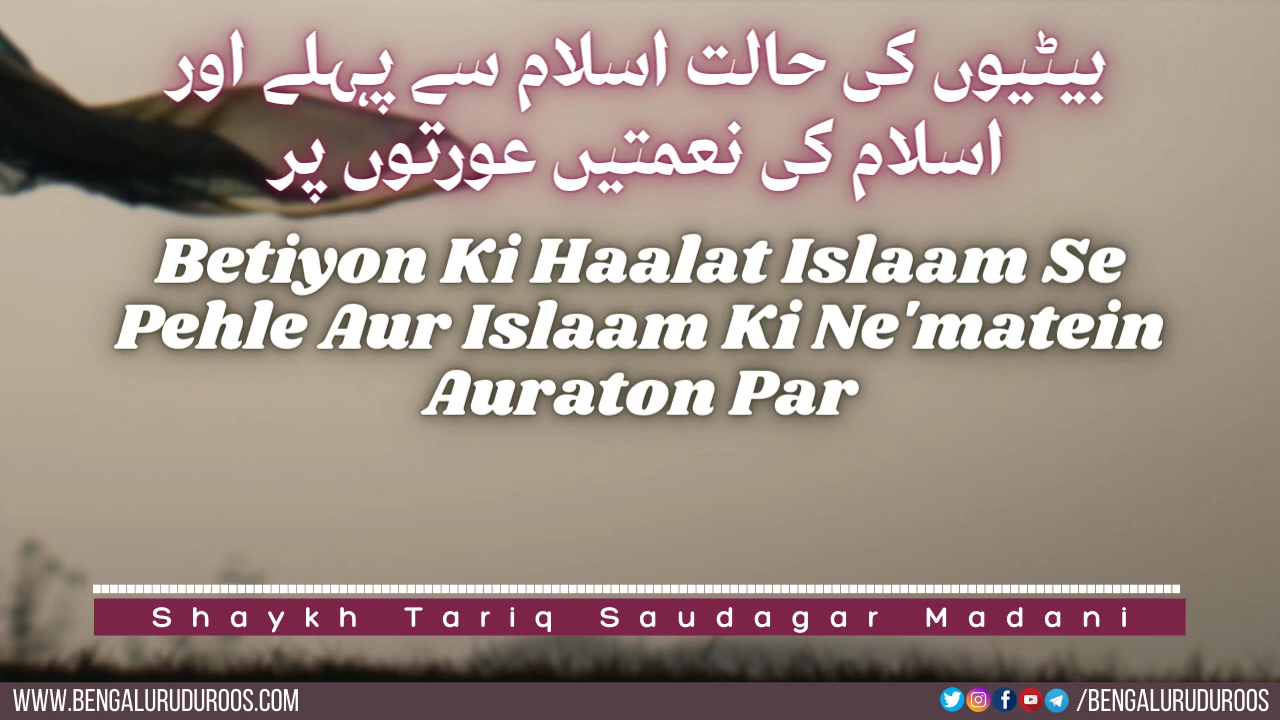 بیٹیوں کی حالت اسلام سے پہلے اور
اسلام کی نعمتیں عورتوں پر
Betiyon Ki Haalat Islaam Se
Pehle Aur Islaam Ki Ne'matein
Auraton Par
Shaykh Tariq Saudagar Madani
WWW.BENGALURUDUROOS.COM
/BENGALURUDUROOS